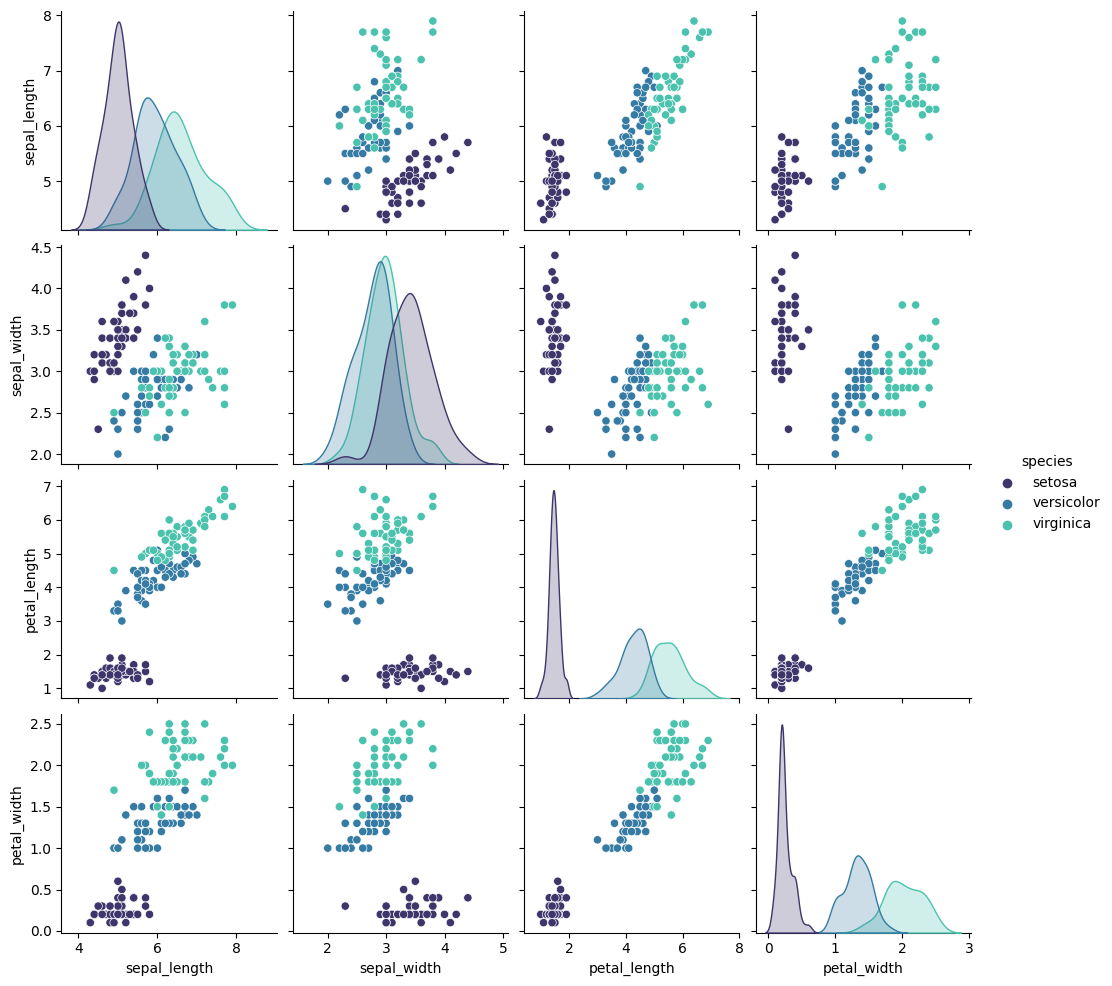 8
7
6
5
sepal_length
4.5
4.0
3.5
3.0
2.5
2.0
sepal_width
species
setosa
versicolor
virginica
7
6
5
4
3
2
1
petal_length
2.5
2.0
1.5
1.0
0.5
0.0
petal_width
4 6 8
2 3 4 5
2 4 6 8
0 1 2 3
sepal_length
sepal_width
petal_length
petal_width